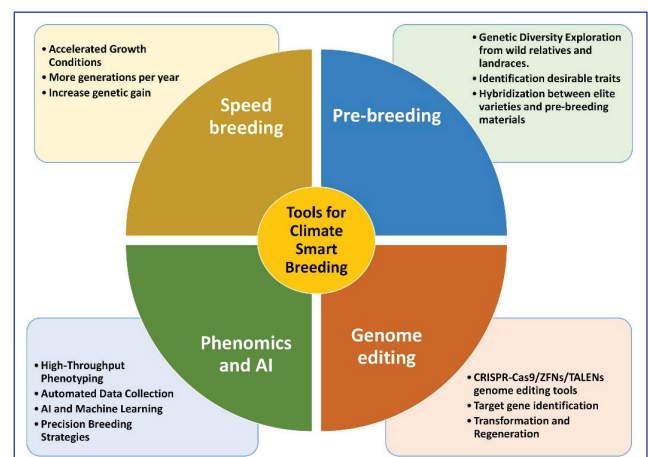 • Accelerated Growth
Conditions
• More generations per year
• Increase genetic gain
• Genetic Diversity Exploration
from wild relatives and
landraces.
• Identification desirable traits
• Hybridization between elite
varieties and pre-breeding
materials
Speed
breeding
Pre-breeding
Tools for
Climate
Smart
Breeding
Phenomics
and AI
Genome
editing
• High-Throughput
Phenotyping
• Automated Data Collection
• AI and Machine Learning
• Precision Breeding
Strategies
• CRISPR-Cas9/ZFNs/TALENs
genome editing tools
• Target gene identification
• Transformation and
Regeneration